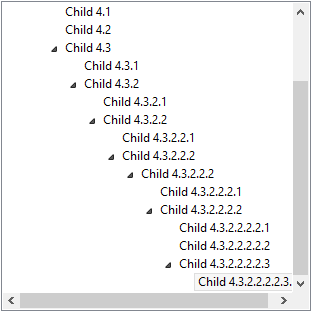 Child 4.1
Child 4.2
Child 4.3
Child 4.3.1
Child 4.3.2
Child 4.3.2.1
Child 4.3.2.2
Child 4.3.2.2.1
Child 4.3.2.2.2
Child 4.3.2.2.2
Child 4.3.2.2.2.1
Child 4.3.2.2.2.2
Child 4.3.2.2.2.2.1
Child 4.3.2.2.2.2.2
Child 4.3.2.2.2.2.3
Child 4.3.2.2.2.2.3.